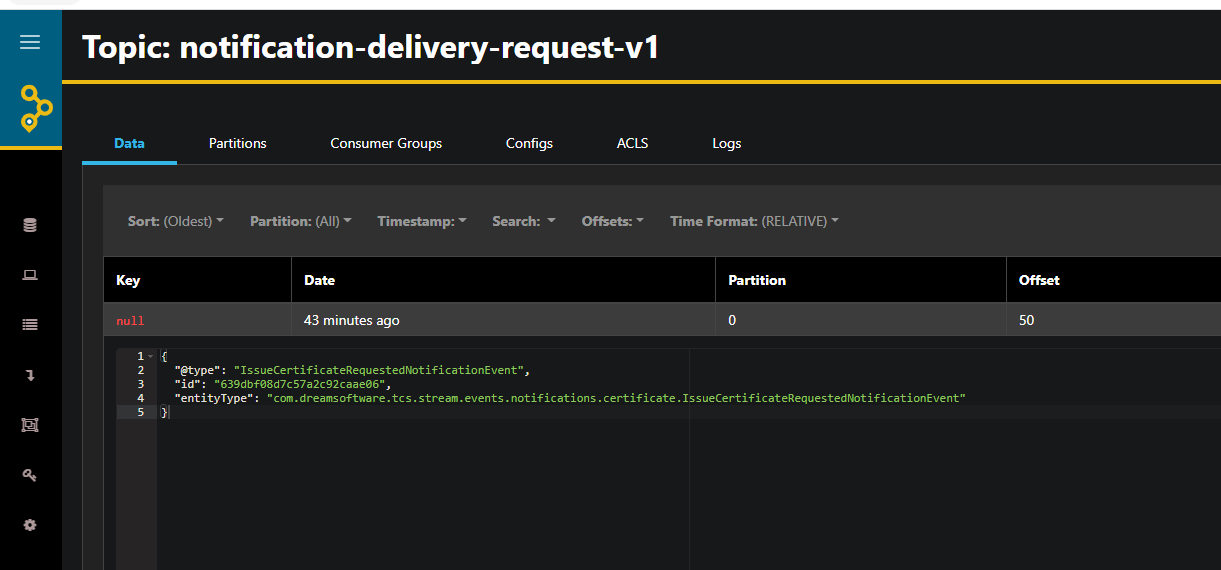 Topic: notification-delivery-request-v1
Data Partitions Consumer Groups Configs ACLS Logs
Sort: (Oldest) Partition: (All) Timestamp: Search: Offsets: Time Format: (RELATIVE)
Key Date Partition Offset
null 43 minutes ago 0 50
1 {
2 "@type": "IssueCertificateRequestedNotificationEvent",
3 "id": "639dbf08d7c57a2c92caae06",
4 "entityType": "com.dreamsoftware.tcs.stream.events.notifications.certificate.IssueCertificateRequestedNotificationEvent"
5 }